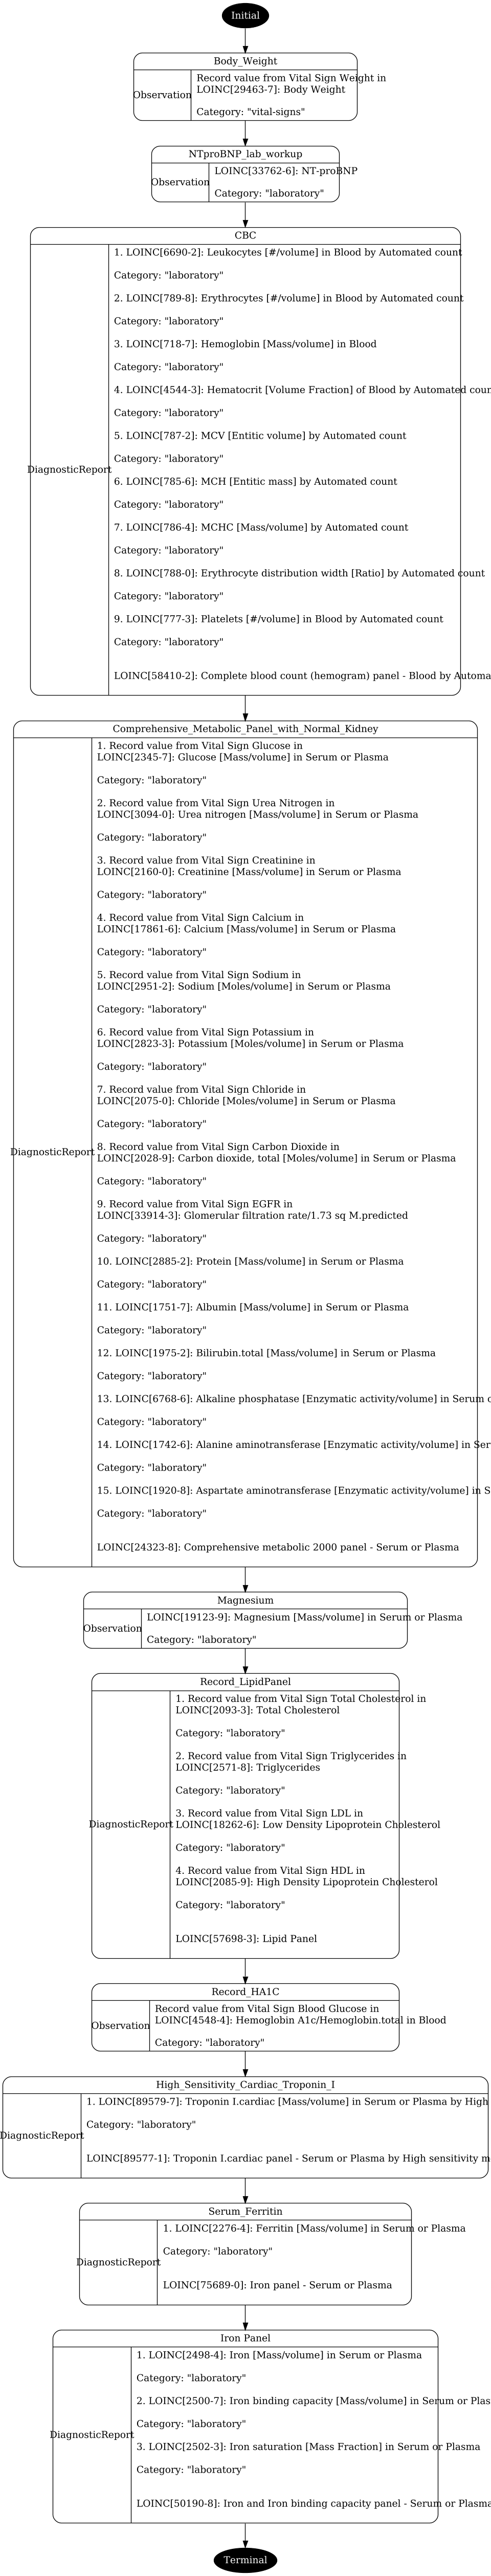 Initial
Body_Weight
Observation
Record value from Vital Sign Weight in
LOINC[29463-7]: Body Weight
Category: "vital-signs"
NTproBNP_lab_workup
Observation
LOINC[33762-6]: NT-proBNP
Category: "laboratory"
CBC
DiagnosticReport
1. LOINC[6690-2]: Leukocytes [#/volume] in Blood by Automated count
Category: "laboratory"
2. LOINC[789-8]: Erythrocytes [#/volume] in Blood by Automated count
Category: "laboratory"
3. LOINC[718-7]: Hemoglobin [Mass/volume] in Blood
Category: "laboratory"
4. LOINC[4544-3]: Hematocrit [Volume Fraction] of Blood by Automated coun
Category: "laboratory"
5. LOINC[787-2]: MCV [Entitic volume] by Automated count
Category: "laboratory"
6. LOINC[785-6]: MCH [Entitic mass] by Automated count
Category: "laboratory"
7. LOINC[786-4]: MCHC [Mass/volume] by Automated count
Category: "laboratory"
8. LOINC[788-0]: Erythrocyte distribution width [Ratio] by Automated count
Category: "laboratory"
9. LOINC[777-3]: Platelets [#/volume] in Blood by Automated count
Category: "laboratory"
LOINC[58410-2]: Complete blood count (hemogram) panel - Blood by Automa
Comprehensive_Metabolic_Panel_with_Normal_Kidney
DiagnosticReport
1. Record value from Vital Sign Glucose in
LOINC[2345-7]: Glucose [Mass/volume] in Serum or Plasma
Category: "laboratory"
2. Record value from Vital Sign Urea Nitrogen in
LOINC[3094-0]: Urea nitrogen [Mass/volume] in Serum or Plasma
Category: "laboratory"
3. Record value from Vital Sign Creatinine in
LOINC[2160-0]: Creatinine [Mass/volume] in Serum or Plasma
Category: "laboratory"
4. Record value from Vital Sign Calcium in
LOINC[17861-6]: Calcium [Mass/volume] in Serum or Plasma
Category: "laboratory"
5. Record value from Vital Sign Sodium in
LOINC[2951-2]: Sodium [Moles/volume] in Serum or Plasma
Category: "laboratory"
6. Record value from Vital Sign Potassium in
LOINC[2823-3]: Potassium [Moles/volume] in Serum or Plasma
Category: "laboratory"
7. Record value from Vital Sign Chloride in
LOINC[2075-0]: Chloride [Moles/volume] in Serum or Plasma
Category: "laboratory"
8. Record value from Vital Sign Carbon Dioxide in
LOINC[2028-9]: Carbon dioxide, total [Moles/volume] in Serum or Plasma
Category: "laboratory"
9. Record value from Vital Sign EGFR in
LOINC[33914-3]: Glomerular filtration rate/1.73 sq M.predicted
Category: "laboratory"
10. LOINC[2885-2]: Protein [Mass/volume] in Serum or Plasma
Category: "laboratory"
11. LOINC[1751-7]: Albumin [Mass/volume] in Serum or Plasma
Category: "laboratory"
12. LOINC[1975-2]: Bilirubin.total [Mass/volume] in Serum or Plasma
Category: "laboratory"
13. LOINC[6768-6]: Alkaline phosphatase [Enzymatic activity/volume] in Serum o
Category: "laboratory"
14. LOINC[1742-6]: Alanine aminotransferase [Enzymatic activity/volume] in Ser
Category: "laboratory"
15. LOINC[1920-8]: Aspartate aminotransferase [Enzymatic activity/volume] in S
Category: "laboratory"
LOINC[24323-8]: Comprehensive metabolic 2000 panel - Serum or Plasma
Magnesium
Observation
LOINC[19123-9]: Magnesium [Mass/volume] in Serum or Plasma
Category: "laboratory"
Record_LipidPanel
DiagnosticReport
1. Record value from Vital Sign Total Cholesterol in
LOINC[2093-3]: Total Cholesterol
Category: "laboratory"
2. Record value from Vital Sign Triglycerides in
LOINC[2571-8]: Triglycerides
Category: "laboratory"
3. Record value from Vital Sign LDL in
LOINC[18262-6]: Low Density Lipoprotein Cholesterol
Category: "laboratory"
4. Record value from Vital Sign HDL in
LOINC[2085-9]: High Density Lipoprotein Cholesterol
Category: "laboratory"
LOINC[57698-3]: Lipid Panel
Record_HA1C
Observation
Record value from Vital Sign Blood Glucose in
LOINC[4548-4]: Hemoglobin A1c/Hemoglobin.total in Blood
Category: "laboratory"
High_Sensitivity_Cardiac_Troponin_I
DiagnosticReport
1. LOINC[89579-7]: Troponin I.cardiac [Mass/volume] in Serum or Plasma by High
Category: "laboratory"
LOINC[89577-1]: Troponin I.cardiac panel - Serum or Plasma by High sensitivity m
Serum_Ferritin
DiagnosticReport
1. LOINC[2276-4]: Ferritin [Mass/volume] in Serum or Plasma
Category: "laboratory"
LOINC[75689-0]: Iron panel - Serum or Plasma
Iron Panel
DiagnosticReport
1. LOINC[2498-4]: Iron [Mass/volume] in Serum or Plasma
Category: "laboratory"
2. LOINC[2500-7]: Iron binding capacity [Mass/volume] in Serum or Plas
Category: "laboratory"
3. LOINC[2502-3]: Iron saturation [Mass Fraction] in Serum or Plasma
Category: "laboratory"
LOINC[50190-8]: Iron and Iron binding capacity panel - Serum or Plasma
Terminal